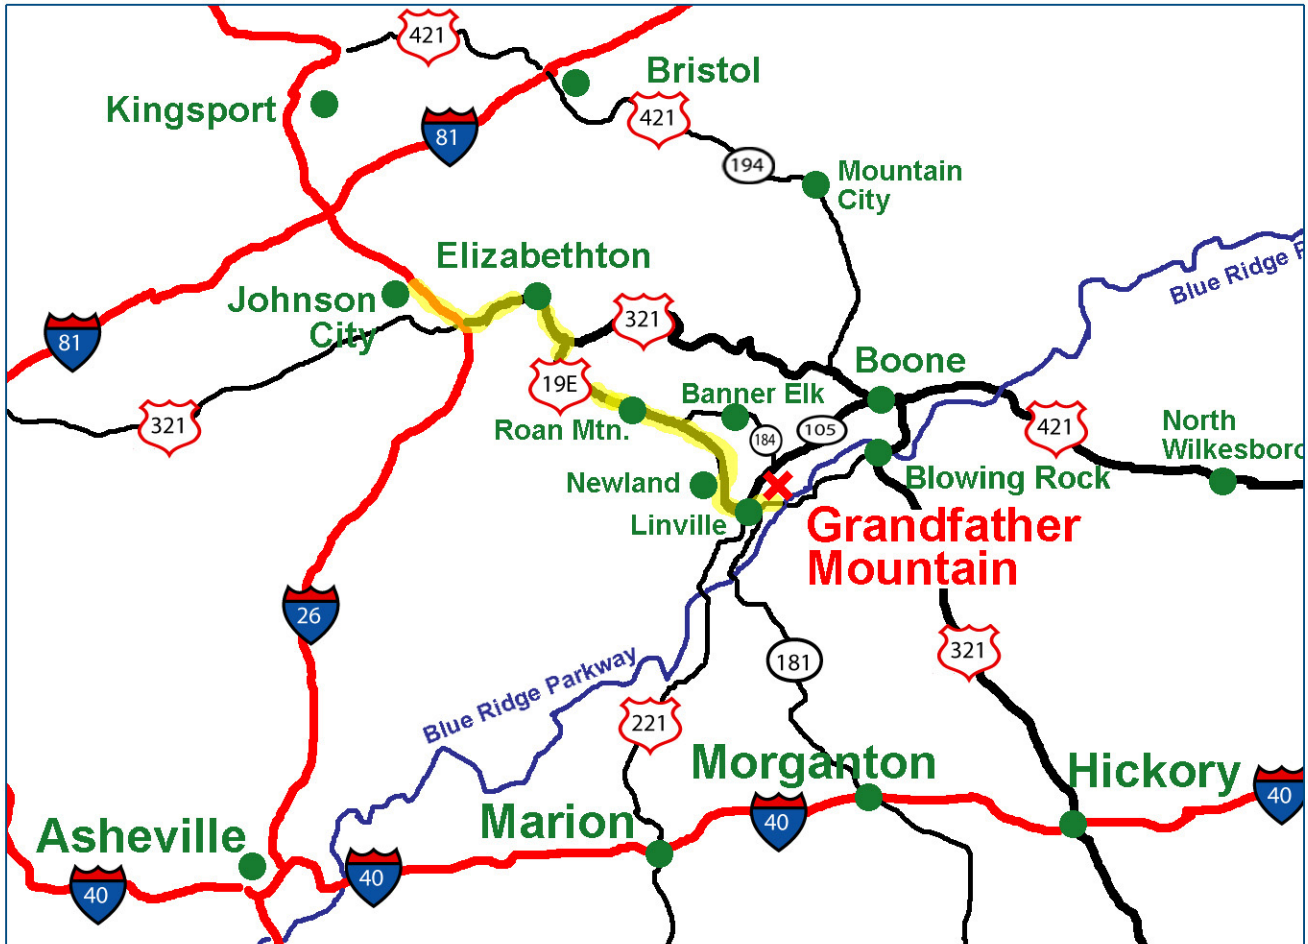 421
Bristol
Kingsport
421
81
194
Mountain
City
Elizabethton
Blue Ridge P
Johnson
City
321
81
Boone
19E
Banner Elk
321
Roan Mtn.
105
421
North
Wilkesboro
184
Newland
Blowing Rock
Linville
Grandfather
Mountain
26
321
181
Blue Ridge Parkway
221
Morganton
Hickory
40
Marion
40
Asheville
40
40